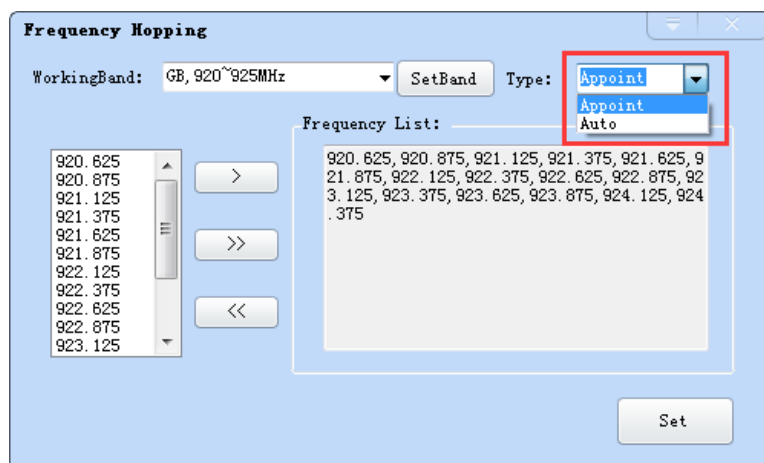 Frequency Hopping
WorkingBand: GB, 920~925MHz SetBand Type: Appoint
Appoint
Auto
Frequency List:
920.625
920.875
921.125
921.375
921.625
921.875
922.125
922.375
922.625
922.875
923.125
>
>>
<<
920.625, 920.875, 921.125, 921.375, 921.625, 9
21.875, 922.125, 922.375, 922.625, 922.875, 92
3.125, 923.375, 923.625, 923.875, 924.125, 924
.375
Set